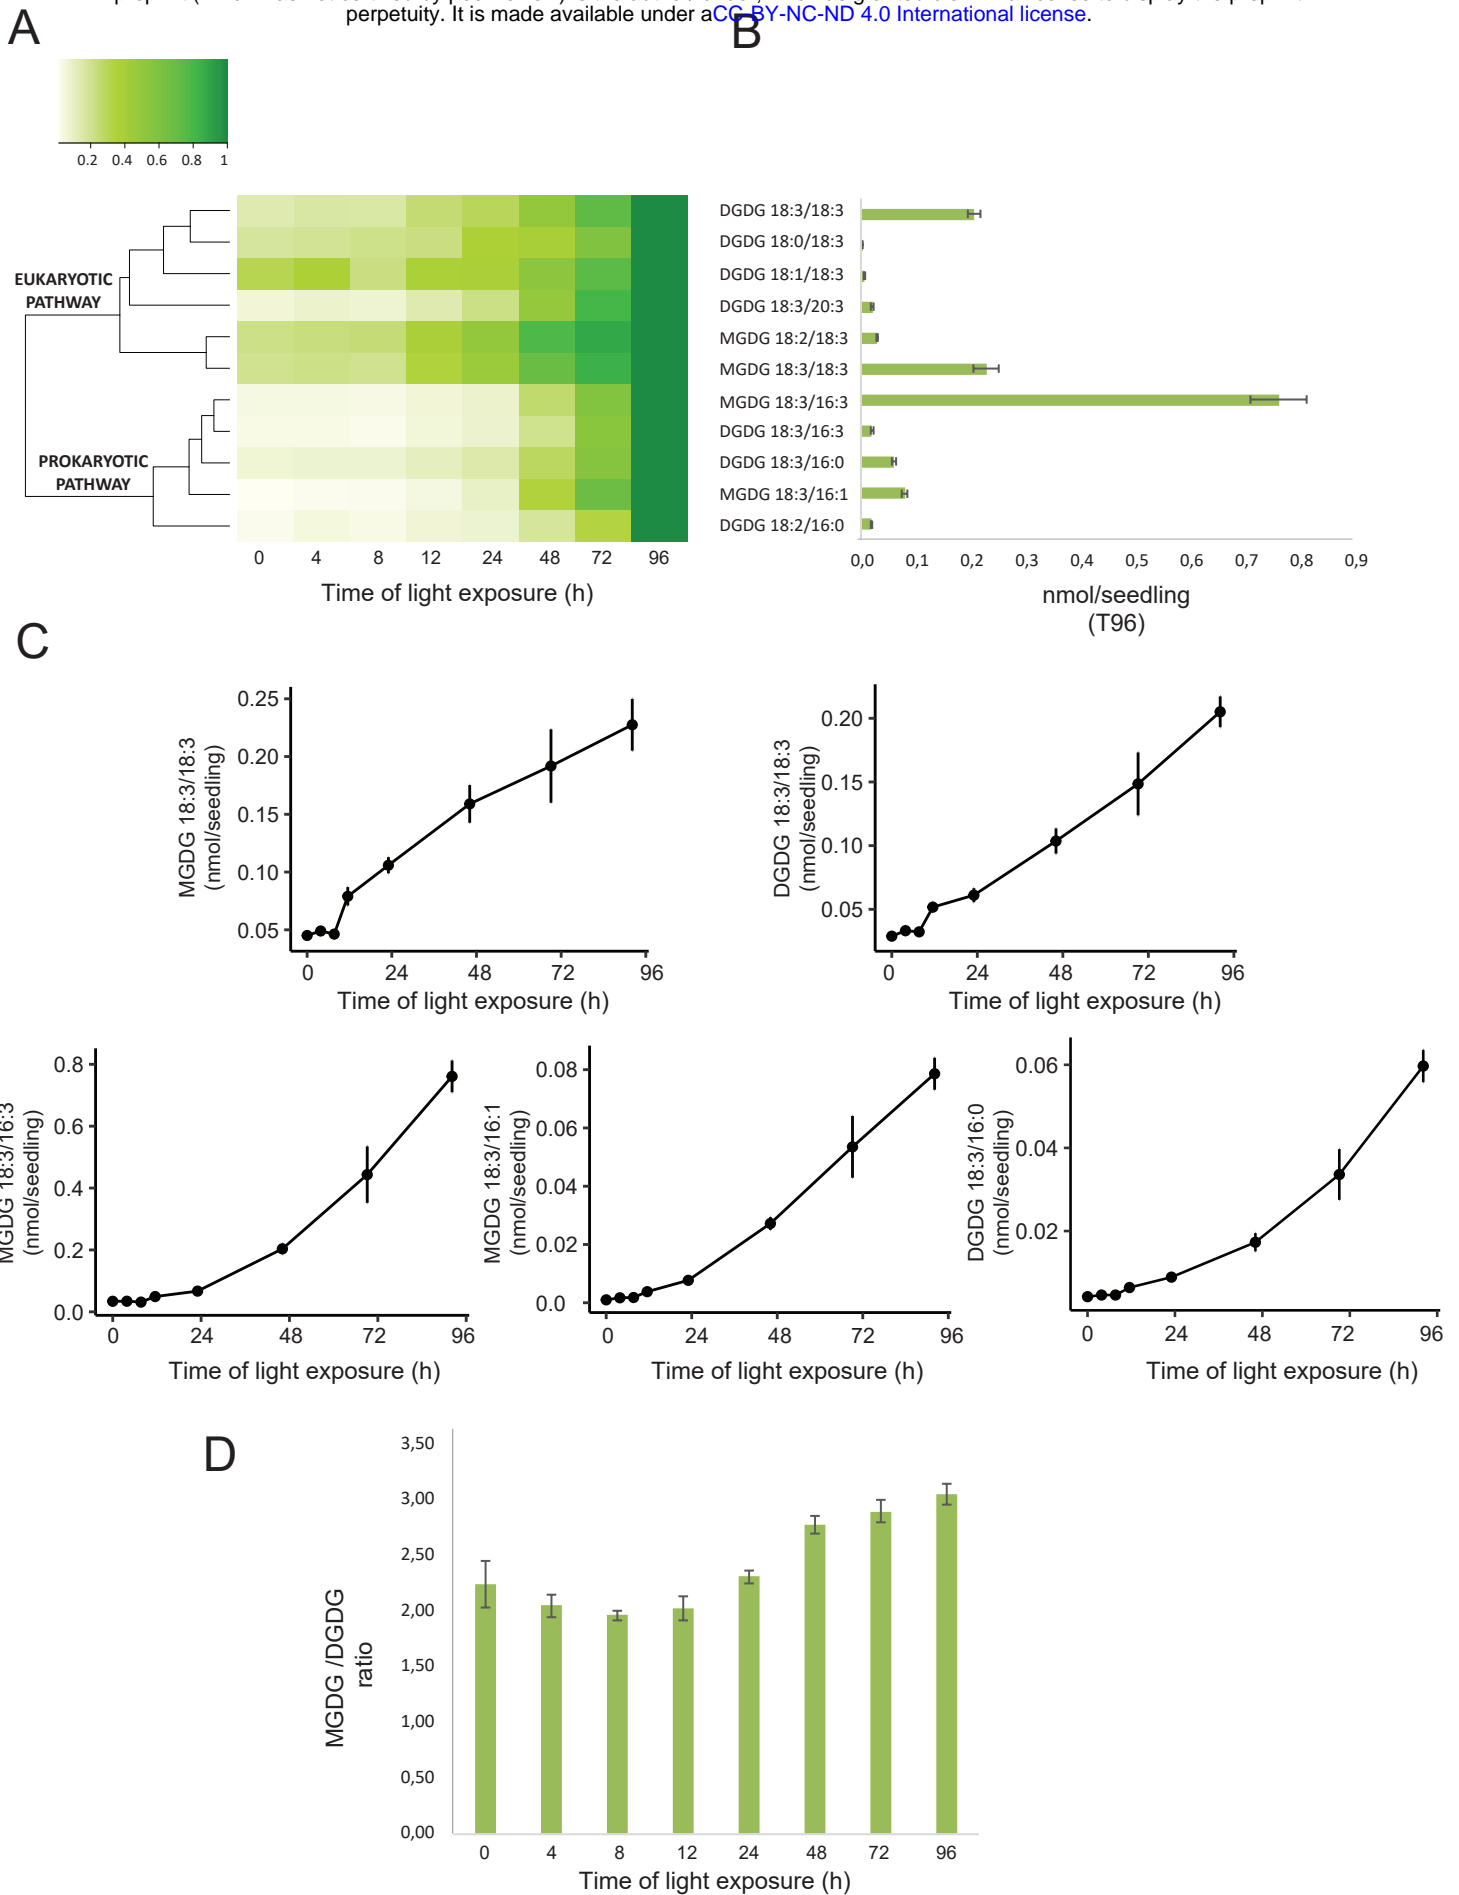 perpetuity. It is made available under aCC-BY-NC-ND 4.0 International license.
A
B
0.2 0.4 0.6 0.8 1
EUKARYOTIC
PATHWAY
PROKARYOTIC
PATHWAY
DGDG 18:3/18:3
DGDG 18:0/18:3
DGDG 18:1/18:3
DGDG 18:3/20:3
MGDG 18:2/18:3
MGDG 18:3/18:3
MGDG 18:3/16:3
DGDG 18:3/16:3
DGDG 18:3/16:0
MGDG 18:3/16:1
DGDG 18:2/16:0
0 4 8 12 24 48 72 96
Time of light exposure (h)
0,0 0,1 0,2 0,3 0,4 0,5 0,6 0,7 0,8 0,9
nmol/seedling
(T96)
C
MGDG 18:3/18:3
(nmol/seedling)
0.25
0.20
0.15
0.10
0.05
0 24 48 72 96
Time of light exposure (h)
DGDG 18:3/18:3
(nmol/seedling)
0.20
0.15
0.10
0.05
0 24 48 72 96
Time of light exposure (h)
MGDG 18:3/16:3
(nmol/seedling)
0.8
0.6
0.4
0.2
0.0
0 24 48 72 96
Time of light exposure (h)
MGDG 18:3/16:1
(nmol/seedling)
0.08
0.06
0.04
0.02
0.0
0 24 48 72 96
Time of light exposure (h)
DGDG 18:3/16:0
(nmol/seedling)
0.06
0.04
0.02
0 24 48 72 96
Time of light exposure (h)
D
MGDG /DGDG
ratio
3,50
3,00
2,50
2,00
1,50
1,00
0,50
0,00
0 4 8 12 24 48 72 96
Time of light exposure (h)